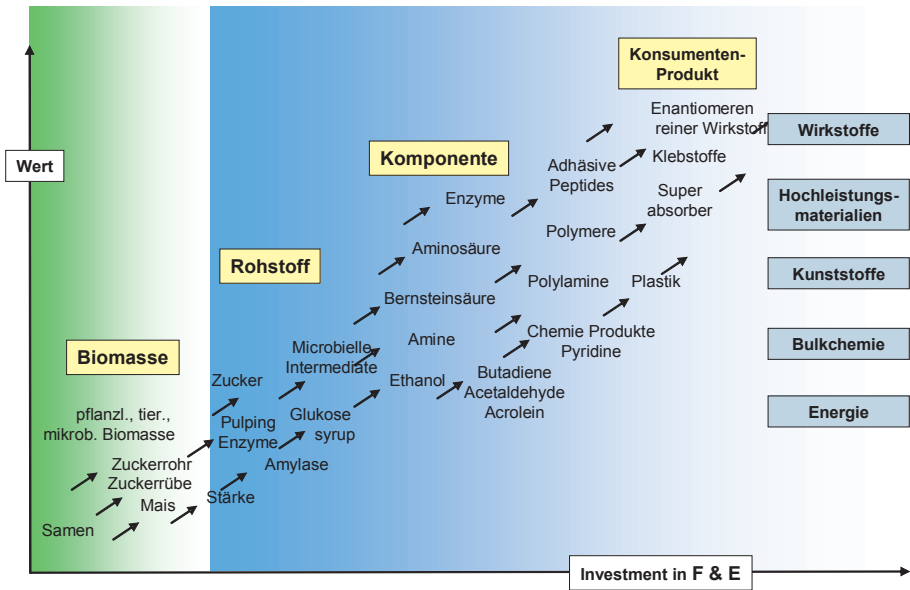 Konsumenten-
Produkt
Enantiomeren
reiner Wirkstoff
Wirkstoffe
Wert
Komponente
Adhäsive
Peptides
Klebstoffe
Enzyme
Super
absorber
Hochleistungs-
materialien
Polymere
Aminosäure
Rohstoff
Kunststoffe
Polylamine
Plastik
Bernsteinsäure
Chemie Produkte
Pyridine
Bulkchemie
Amine
Microbielle
Intermediate
Biomasse
Butadiene
Acetaldehyde
Acrolein
Ethanol
Zucker
Energie
pflanzl., tier.,
mikrob. Biomasse
Pulping
Enzyme
Glukose
syrup
Zuckerrohr
Zuckerrübe
Amylase
Mais
Stärke
Samen
Investment in F & E